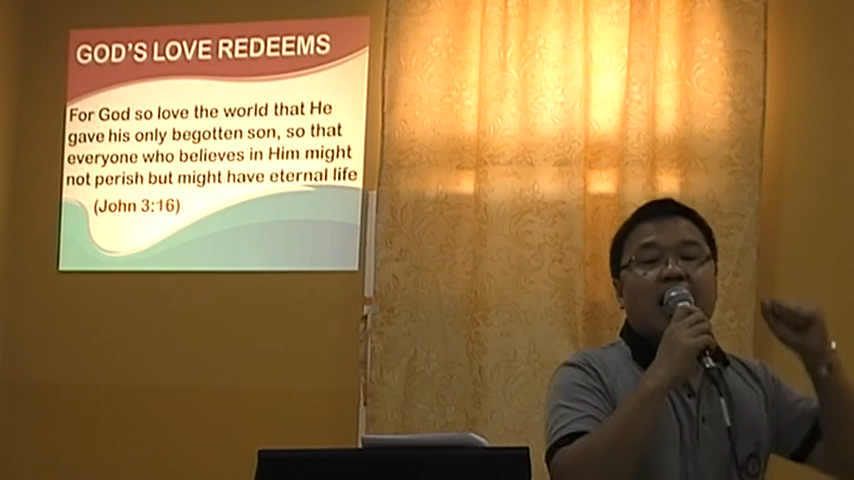 GOD'S LOVE REDEEMS
For God so love the world that He
gave his only begotten son, so that
everyone who believes in Him might
not perish but might have eternal life
(John 3:16)